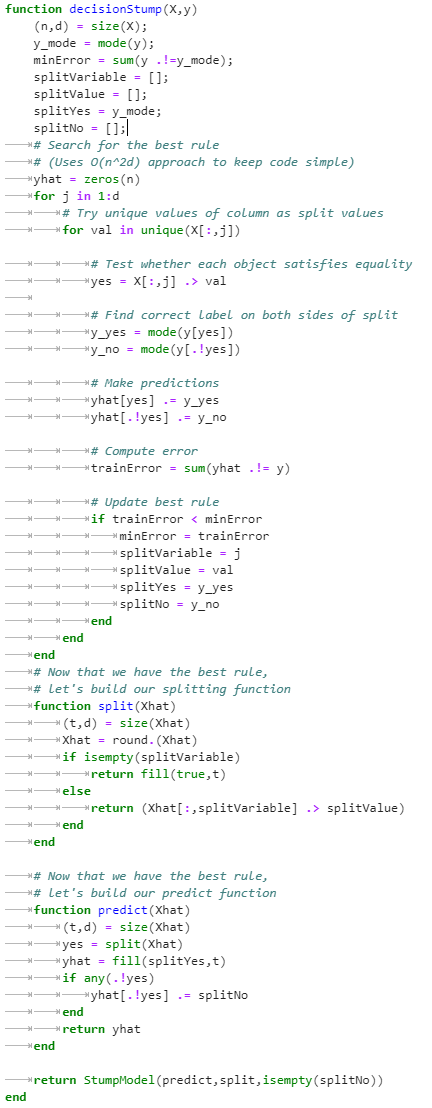 function decisionStump(X,y)
    (n,d) = size(X);
    y_mode = mode(y);
    minError = sum(y .!=y_mode);
    splitVariable = [];
    splitValue = [];
    splitYes = y_mode;
    splitNo = [];
    # Search for the best rule
    # (Uses O(n^2d) approach to keep code simple)
    yhat = zeros(n)
    for j in 1:d
        # Try unique values of column as split values
        for val in unique(X[:,j])

            # Test whether each object satisfies equality
            yes = X[:,j] .> val

            # Find correct label on both sides of split
            y_yes = mode(y[yes])
            y_no = mode(y[.!yes])

            # Make predictions
            yhat[yes] .= y_yes
            yhat[.!yes] .= y_no

            # Compute error
            trainError = sum(yhat .!= y)

            # Update best rule
            if trainError < minError
                minError = trainError
                splitVariable = j
                splitValue = val
                splitYes = y_yes
                splitNo = y_no
            end
        end
    end
    # Now that we have the best rule,
    # let's build our splitting function
    function split(Xhat)
        (t,d) = size(Xhat)
        Xhat = round.(Xhat)
        if isempty(splitVariable)
            return fill(true,t)
        else
            return (Xhat[:,splitVariable] .> splitValue)
        end
    end

    # Now that we have the best rule,
    # let's build our predict function
    function predict(Xhat)
        (t,d) = size(Xhat)
        yes = split(Xhat)
        yhat = fill(splitYes,t)
        if any(.!yes)
            yhat[.!yes] .= splitNo
        end
        return yhat
    end

    return StumpModel(predict,split,isempty(splitNo))
end